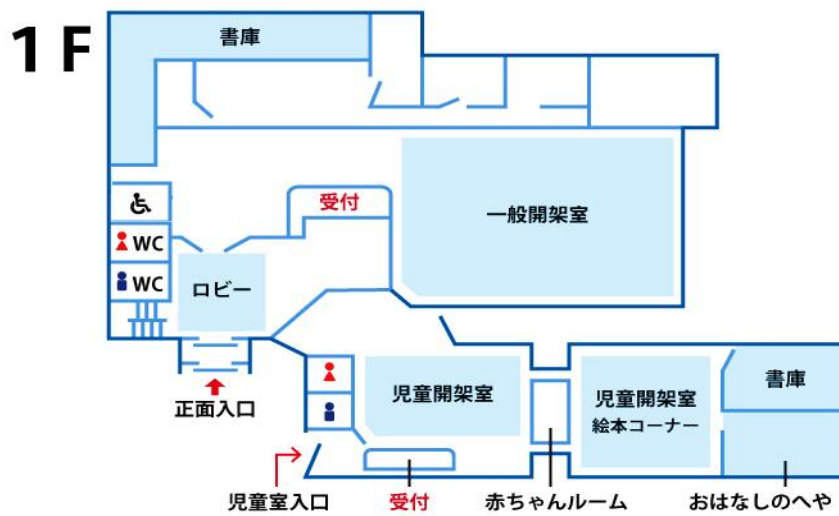 1F
書庫
受付
一般開架室
WC
WC
ロビー
正面入口
児童開架室
児童開架室
絵本コーナー
書庫
児童室入口
受付
赤ちゃんルーム
おはなしのへや